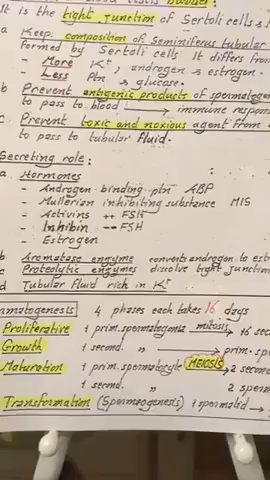 It is the tight junction of Sertoli cells &
a Keep composition of Seminiferus tubular
formed by Sertoli cells It differs from
- More K+, androgen & estrogen.
- Less Ptn & glucose.
b Prevent antigenic products of spermatogen
to pass to blood → immune respon
c Prevent toxic and noxious agent from
to pass to tubular fluid.
Secreting role:
a. Hormones
- Androgen binding ptn ABP
- Mullerian inhibiting substance MIS
- Activins ++ FSH
- Inhibin -- FSH
- Estrogen
b Aromatase enzyme converts androgen to est
c Proteolytic enzymes dissolve tight junction
d Tubular fluid rich in K+
rmatogenesis 4 phases each takes 16 days
Proliferative 1 prim. spermatogonia mitosis → 16 sec
Growth 1 second. " → prim. sp
Maturation 1 prim. spermatocyte MEIOSIS → 2 second
1 second. " 2 sperm
Transformation (Spermeogenesis) 1 spermatid →